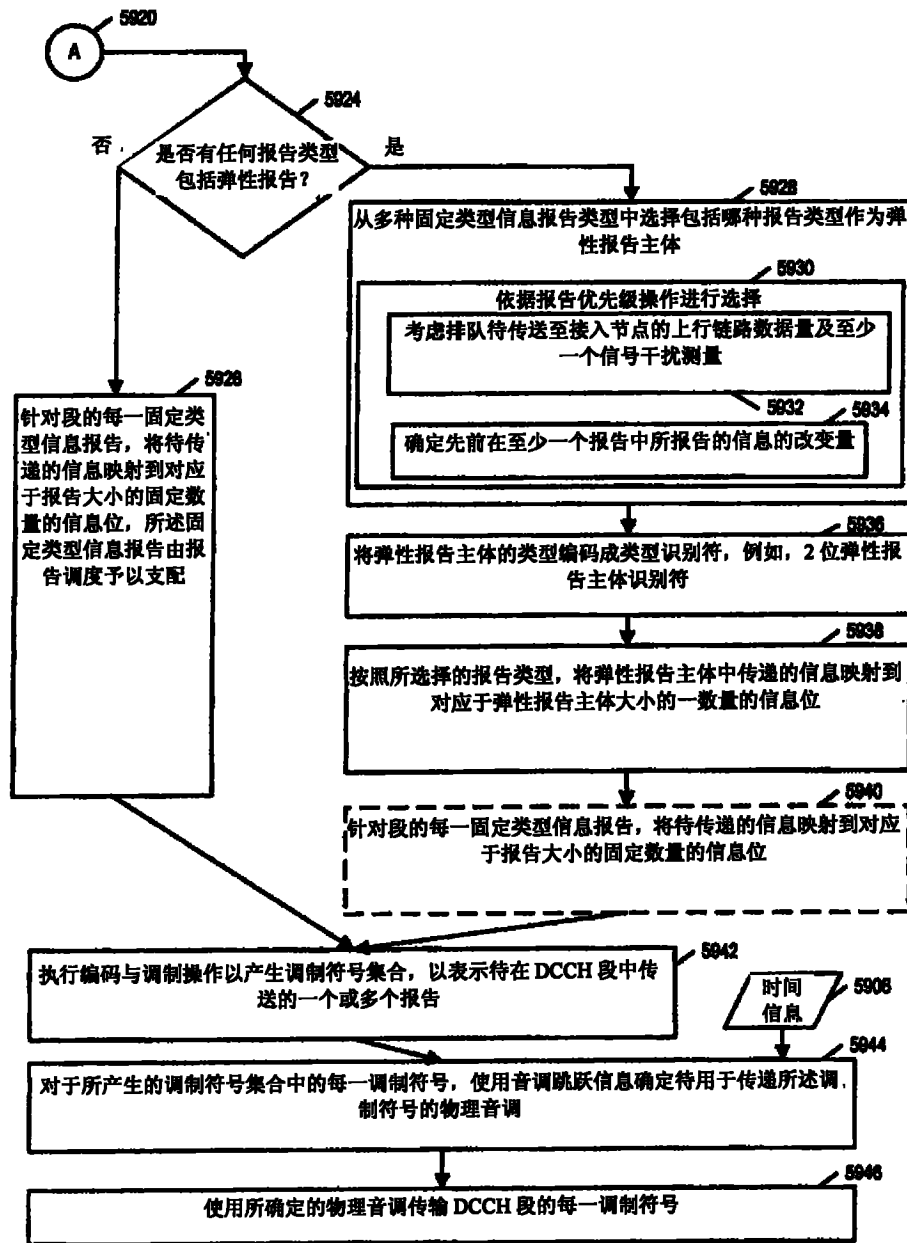 5920
A
5924
否
是
是否有任何报告类型
包括弹性报告?
5928
从多种固定类型信息报告类型中选择包括哪种报告类型作为弹
性报告主体
5930
依据报告优先级操作进行选择
考虑排队待传送至接入节点的上行链路数据量及至少
一个信号干扰测量
5932
5934
确定先前在至少一个报告中所报告的信息的改变量
5926
针对段的每一固定类
型信息报告，将待传
递的信息映射到对应
于报告大小的固定数
量的信息位，所述固
定类型信息报告由报
告调度予以支配
5936
将弹性报告主体的类型编码成类型识别符，例如，2 位弹性报
告主体识别符
5938
按照所选择的报告类型，将弹性报告主体中传递的信息映射到
对应于弹性报告主体大小的一数量的信息位
5940
针对段的每一固定类型信息报告，将待传递的信息映射到对应
于报告大小的固定数量的信息位
5942
执行编码与调制操作以产生调制符号集合，以表示待在 DCCH 段中传
送的一个或多个报告
时间
信息
5906
5944
对于所产生的调制符号集合中的每一调制符号，使用音调跳跃信息确定待用于传递所述调
制符号的物理音调
5946
使用所确定的物理音调传输 DCCH 段的每一调制符号